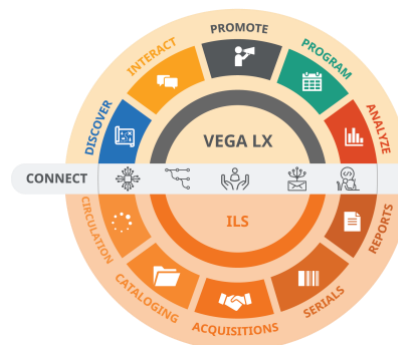 PROMOTE
INTERACT
PROGRAM
DISCOVER
ANALYZE
VEGA LX
CONNECT
ILS
CIRCULATION
REPORTS
CATALOGING
SERIALS
ACQUISITIONS